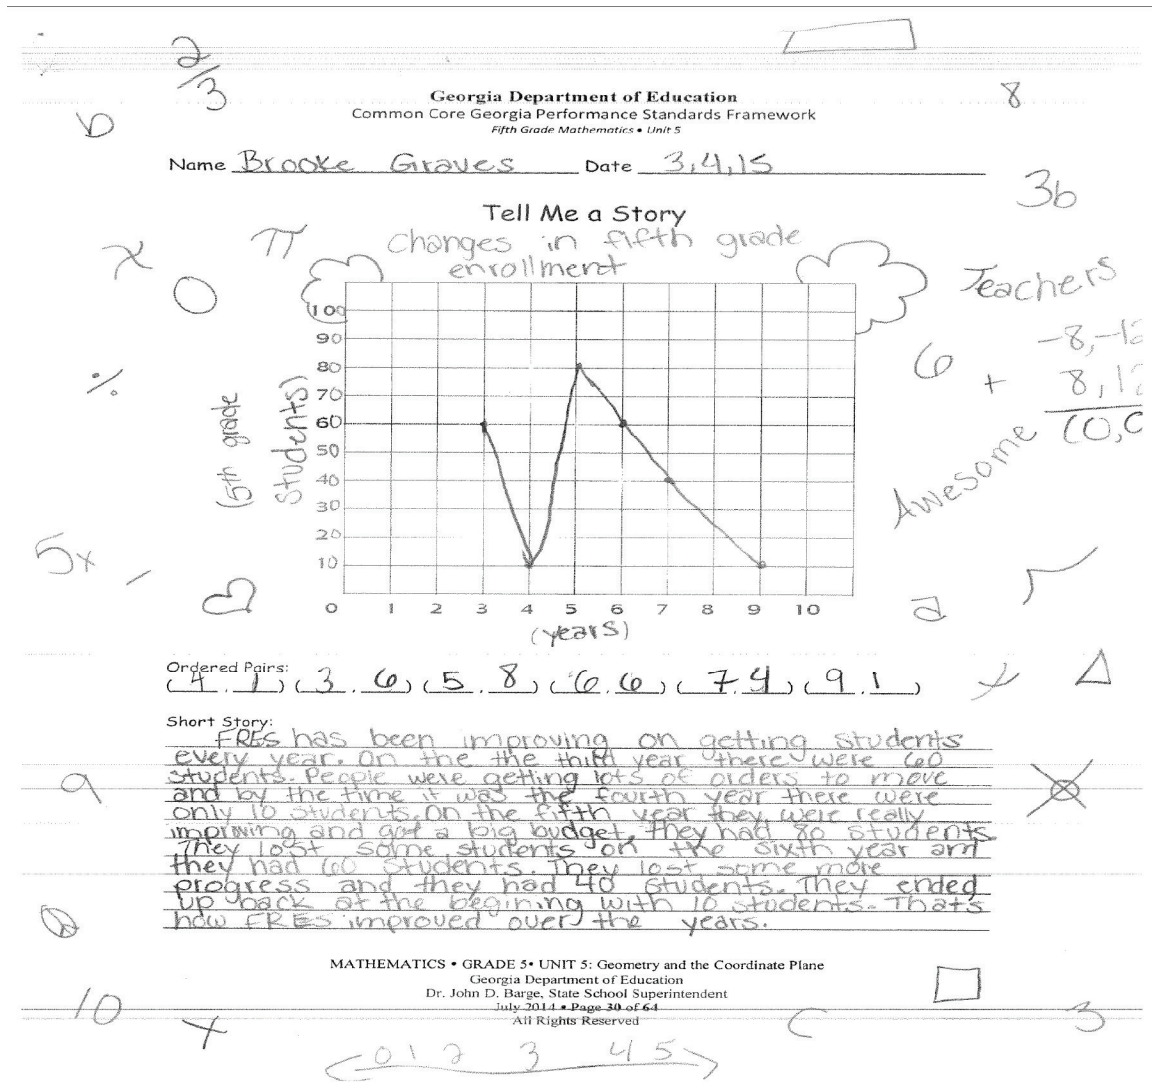 2/3
Georgia Department of Education
8
Common Core Georgia Performance Standards Framework
b
Fifth Grade Mathematics • Unit 5
Name Brooke Graves Date 3,4,15
3b
Tell Me a Story
π
changes in fifth grade
enrollment
x
0
Teachers
100
90
80
70
60
50
40
30
20
10
(5th grade
students)
%
6
-8,-12
+ 8,12
(0,0
Awesome
5x -
a
0 1 2 3 4 5 6 7 8 9 10
(years)
Ordered Pairs:
(4,1) (3,6) (5,8) (6,6) (7,4) (9,1)
Short Story:
FRES has been improving on getting students
every year. On the the third year there were 60
students. People were getting lots of orders to move
and by the time it was the fourth year there were
only 10 students. On the fifth year they were really
improving and got a big budget, they had 80 students.
They lost some students on the sixth year and
they had 60 students. They lost some more
progress and they had 40 students. They ended
up back at the begining with 10 students. That's
how FRES improved over the years.
9
MATHEMATICS • GRADE 5• UNIT 5: Geometry and the Coordinate Plane
Georgia Department of Education
Dr. John D. Barge, State School Superintendent
July 2014 • Page 30 of 64
All Rights Reserved
10
x
c
3
0 1 2 3 4 5